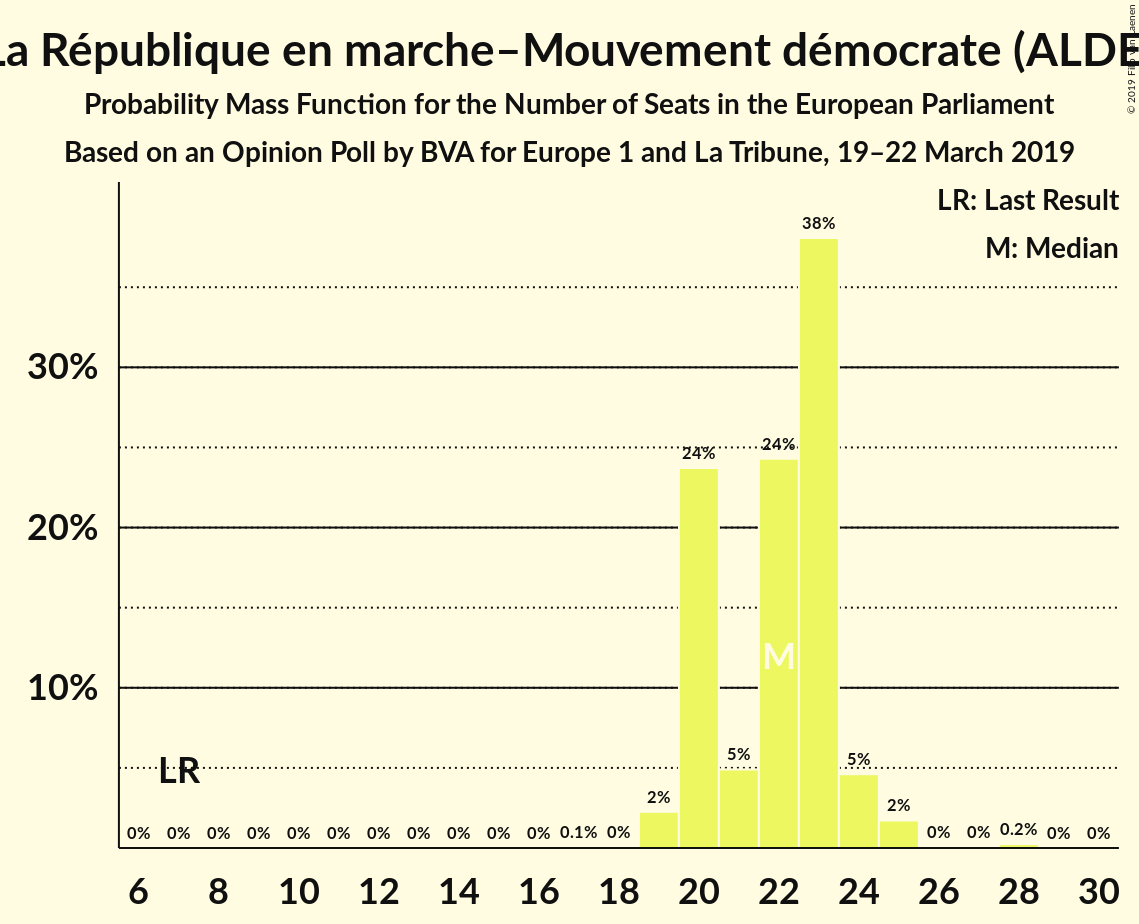 La République en marche–Mouvement démocrate (ALDE
Probability Mass Function for the Number of Seats in the European Parliament
Based on an Opinion Poll by BVA for Europe 1 and La Tribune, 19–22 March 2019
© 2019
LR: Last Result
M: Median
38%
30%
24% 24%
20%
M
10%
5% 5%
LR
2% 2%
0% 0% 0% 0% 0% 0% 0% 0% 0% 0% 0% 0.1% 0% 0% 0% 0.2% 0% 0%
6 8 10 12 14 16 18 20 22 24 26 28 30